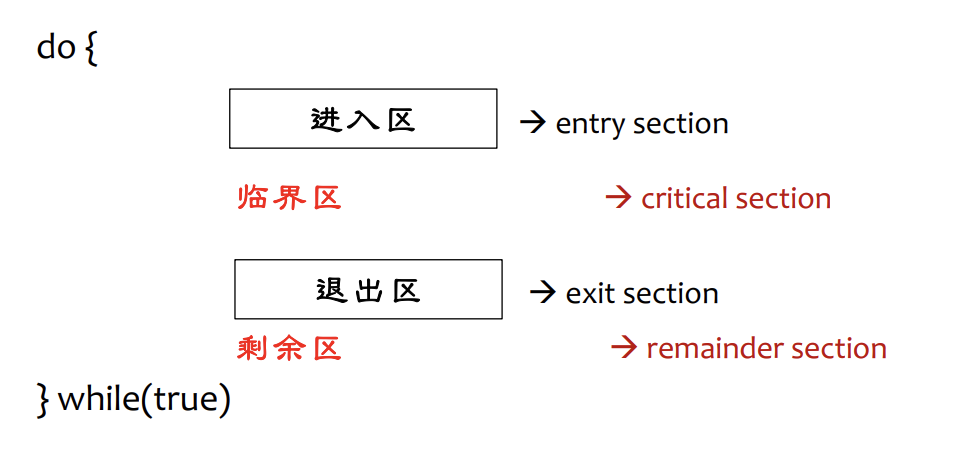 do {
进入区 → entry section
临界区 → critical section
退出区 → exit section
剩余区 → remainder section
} while(true)